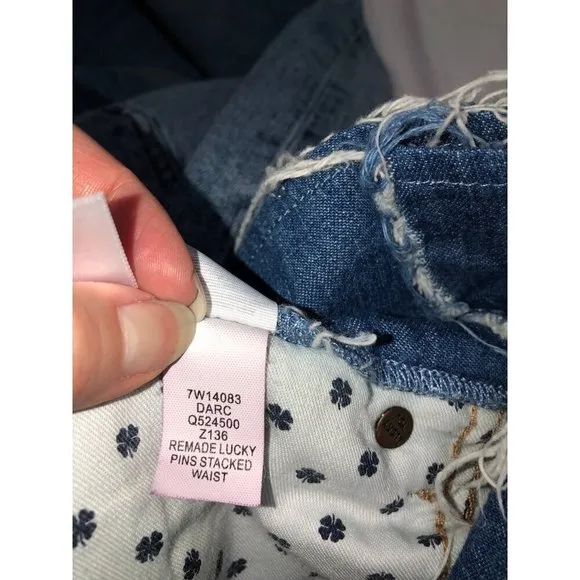 7W14083
DARC
Q524500
Z136
REMADE LUCKY
PINS STACKED
WAIST